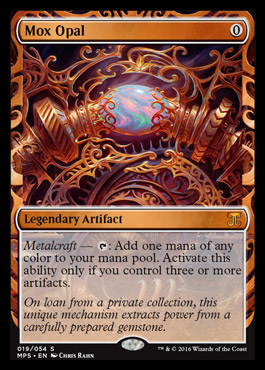 Mox Opal 0
Legendary Artifact
Metalcraft — : Add one mana of any
color to your mana pool. Activate this
ability only if you control three or more
artifacts.
On loan from a private collection, this
unique mechanism extracts power from a
carefully prepared gemstone.
019/054 S
MPS • EN Chris Rahn ™ & © 2016 Wizards of the Coast